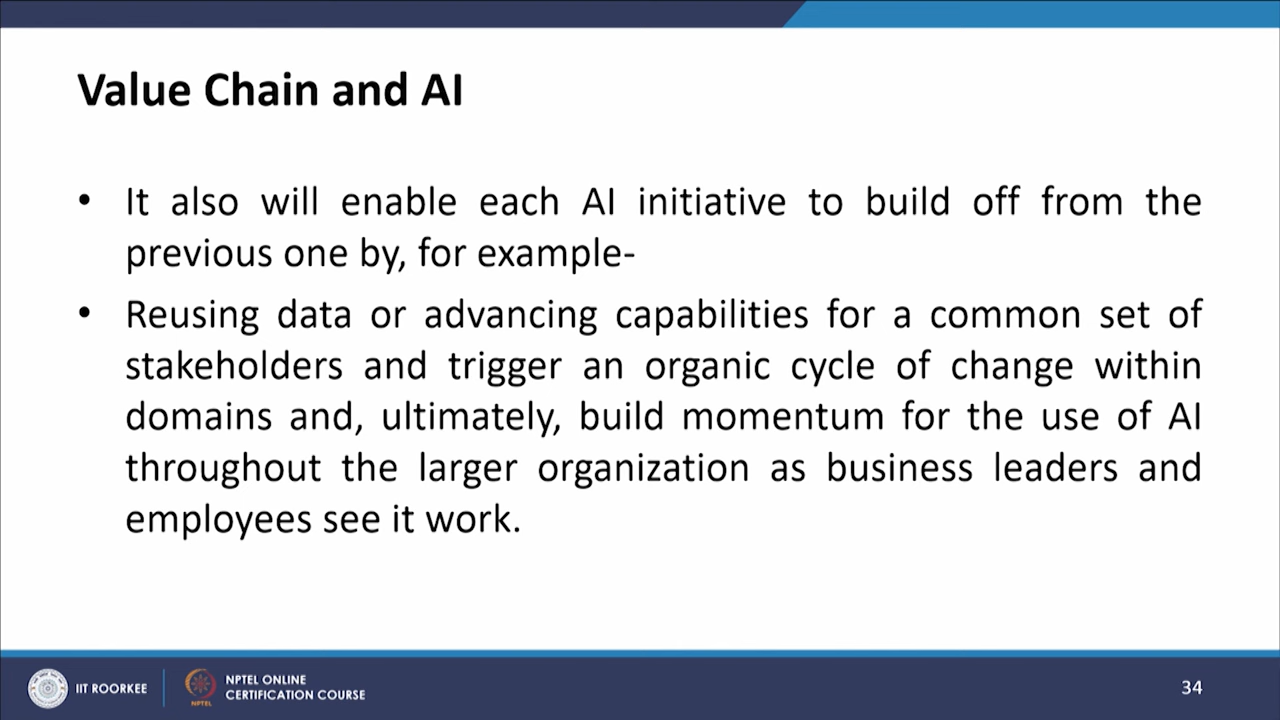 Value Chain and AI
• It also will enable each AI initiative to build off from the
previous one by, for example-
• Reusing data or advancing capabilities for a common set of
stakeholders and trigger an organic cycle of change within
domains and, ultimately, build momentum for the use of AI
throughout the larger organization as business leaders and
employees see it work.
IIT ROORKEE
NPTEL
NPTEL ONLINE
CERTIFICATION COURSE
34